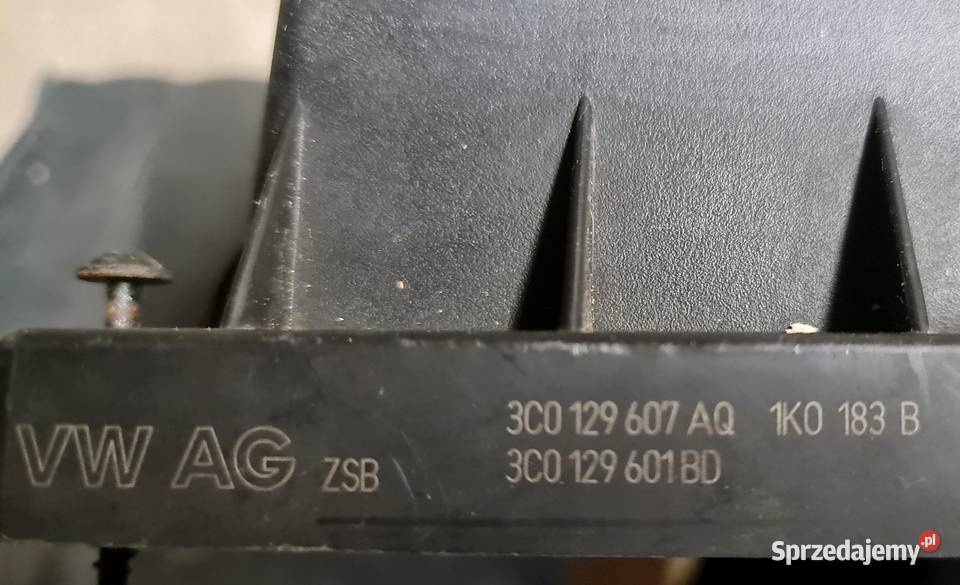 3C0 129 607 AQ 1K0 183 B
VW AG ZSB 3C0 129 601 BD
Sprzedajemy.pl